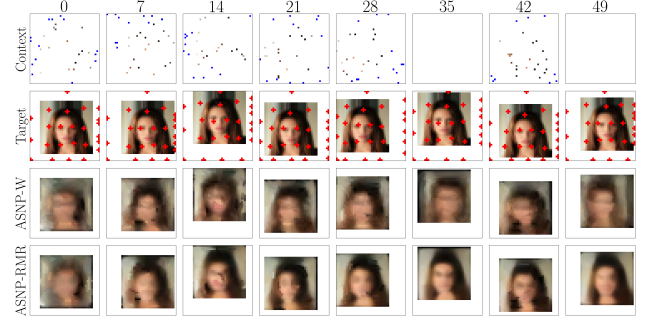 0 7 14 21 28 35 42 49
Context
Target
ASNP-W
ASNP-RMR